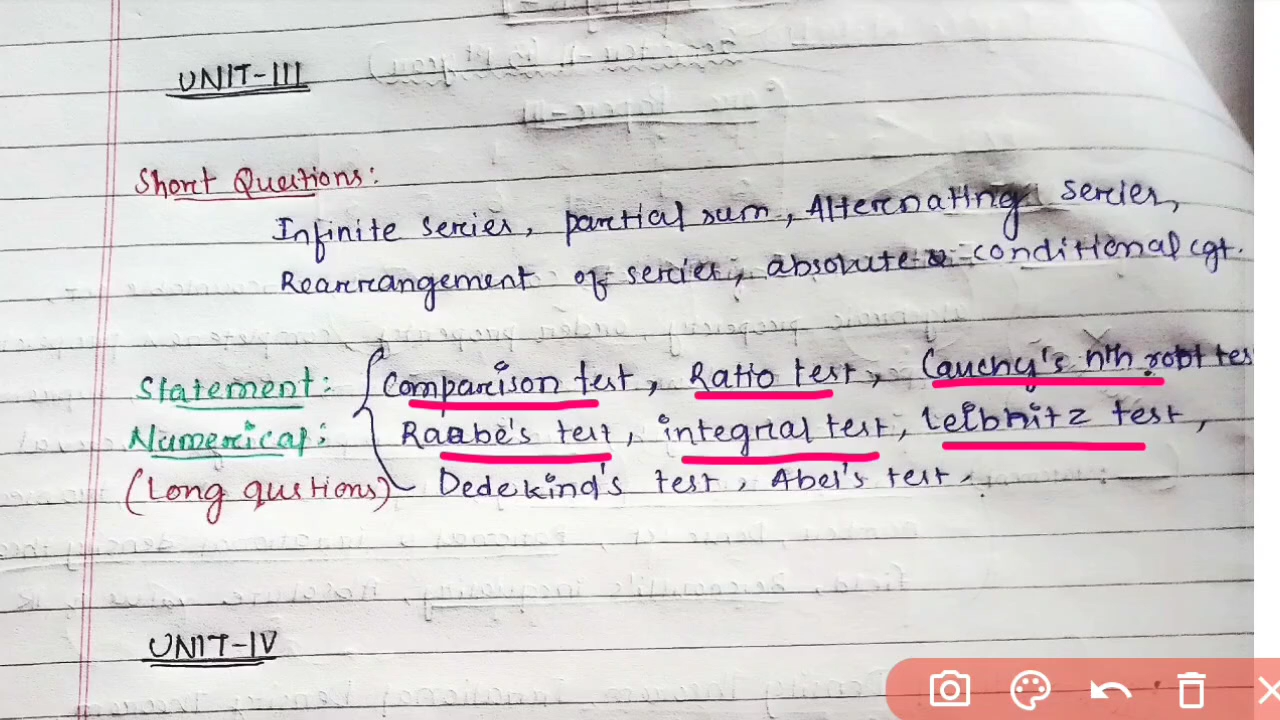 UNIT-III
Short Questions:
Infinite series, partial sum, Alternating series,
Rearrangement of series, absolute & conditional cgt.
Statement: Comparison test, Ratio test, Cauchy's nth root tes
Numerical: Raabe's test, integral test, Leibnitz test,
(Long qustions) Dedekind's test, Abel's test.
UNIT-IV